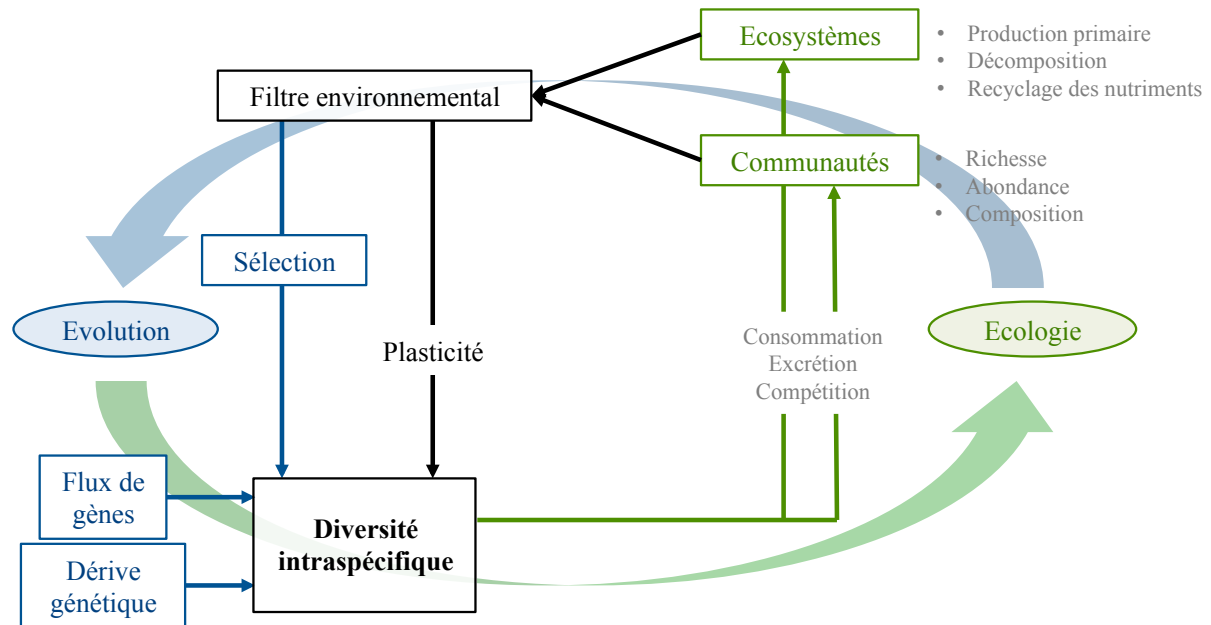 Ecosystèmes
• Production primaire
• Décomposition
• Recyclage des nutriments
Filtre environnemental
Communautés
• Richesse
• Abondance
• Composition
Sélection
Evolution
Ecologie
Plasticité
Consommation
Excrétion
Compétition
Flux de
gènes
Diversité
intraspécifique
Dérive
génétique